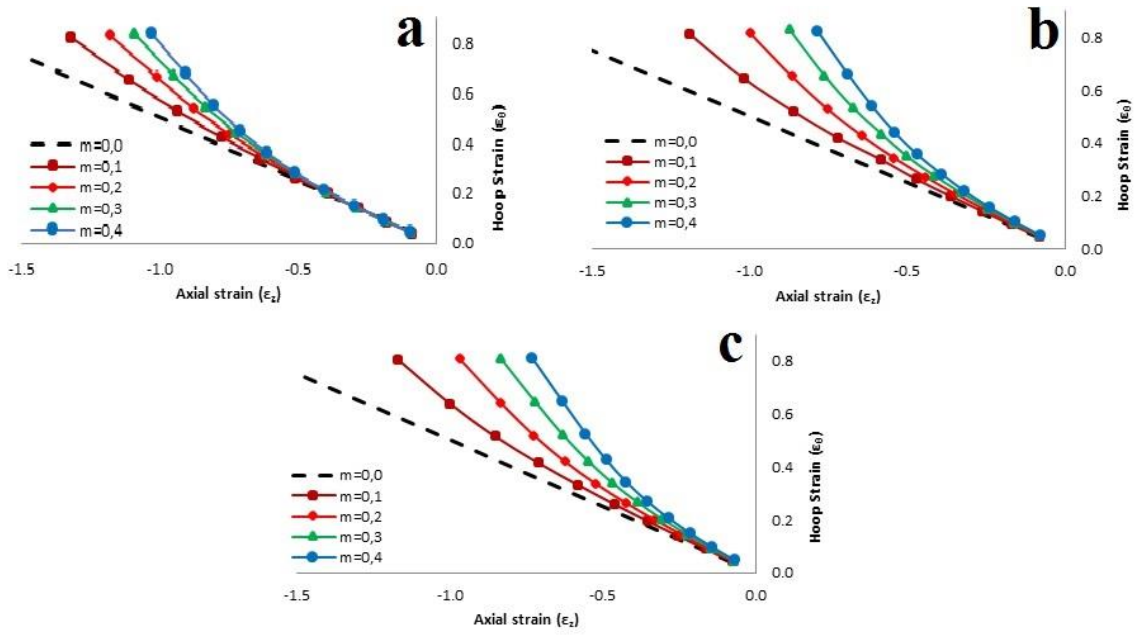 a
0.8
0.6
0.4
0.2
0.0
Hoop Strain (εθ)
m=0,0
m=0,1
m=0,2
m=0,3
m=0,4
-1.5
-1.0
-0.5
0.0
Axial strain (εz)
b
0.8
0.6
0.4
0.2
0.0
Hoop Strain (εθ)
m=0,0
m=0,1
m=0,2
m=0,3
m=0,4
-1.5
-1.0
-0.5
0.0
Axial strain (εz)
c
0.8
0.6
0.4
0.2
0.0
Hoop Strain (εθ)
m=0,0
m=0,1
m=0,2
m=0,3
m=0,4
-1.5
-1.0
-0.5
0.0
Axial strain (εz)